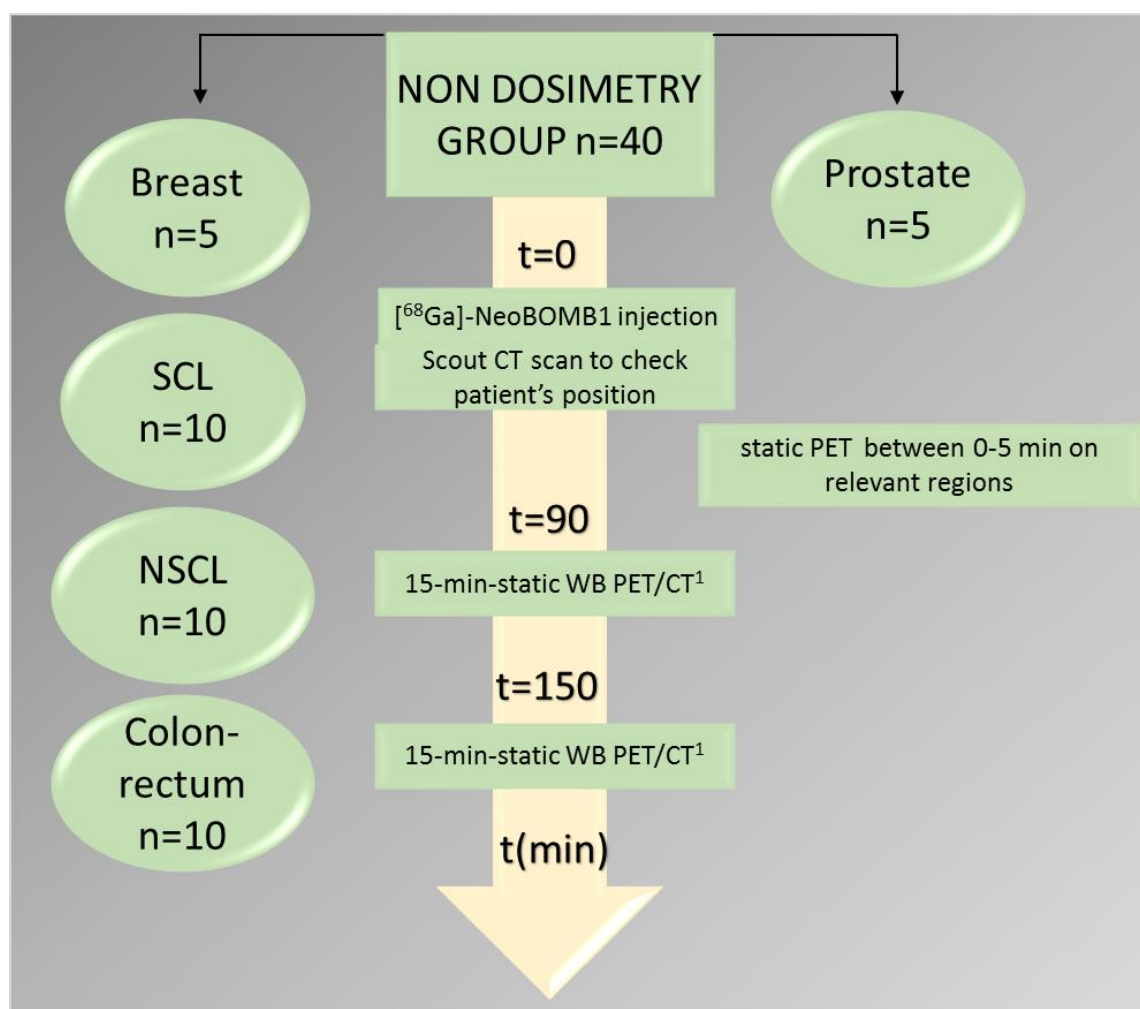 NON DOSIMETRY
GROUP n=40
Breast
n=5
Prostate
n=5
t=0
[⁶⁸Ga]-NeoBOMB1 injection
Scout CT scan to check
patient's position
SCL
n=10
static PET between 0-5 min on
relevant regions
t=90
NSCL
n=10
15-min-static WB PET/CT¹
t=150
Colon-
rectum
n=10
15-min-static WB PET/CT¹
t(min)